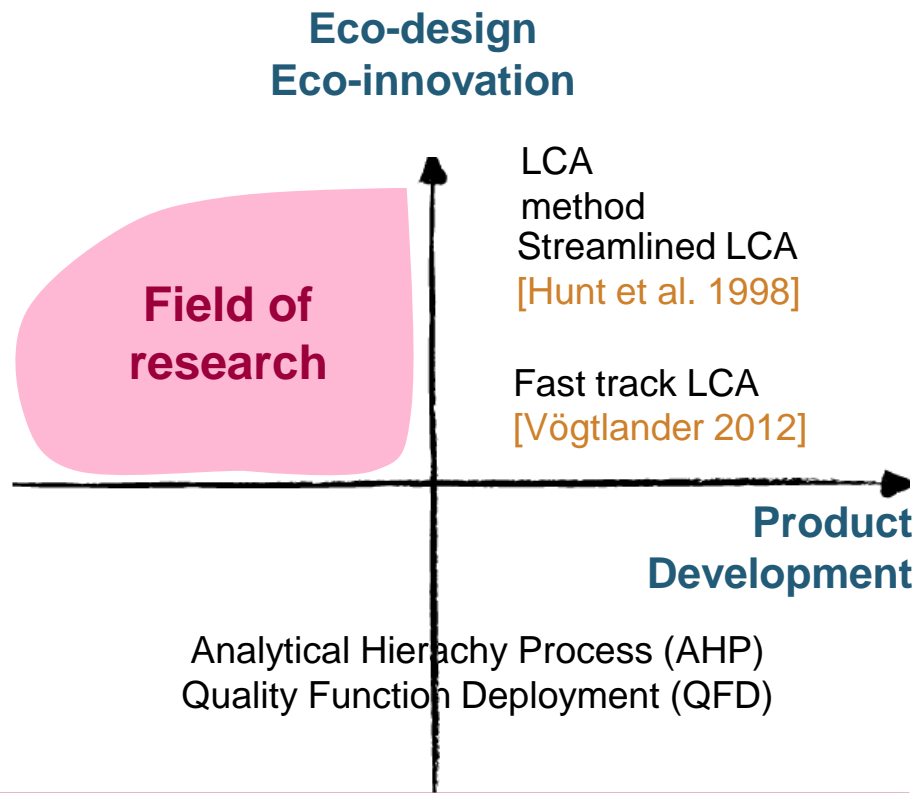 Eco-design
Eco-innovation
LCA
method
Streamlined LCA
[Hunt et al. 1998]
Field of
research
Fast track LCA
[Vögtlander 2012]
Product
Development
Analytical Hierachy Process (AHP)
Quality Function Deployment (QFD)